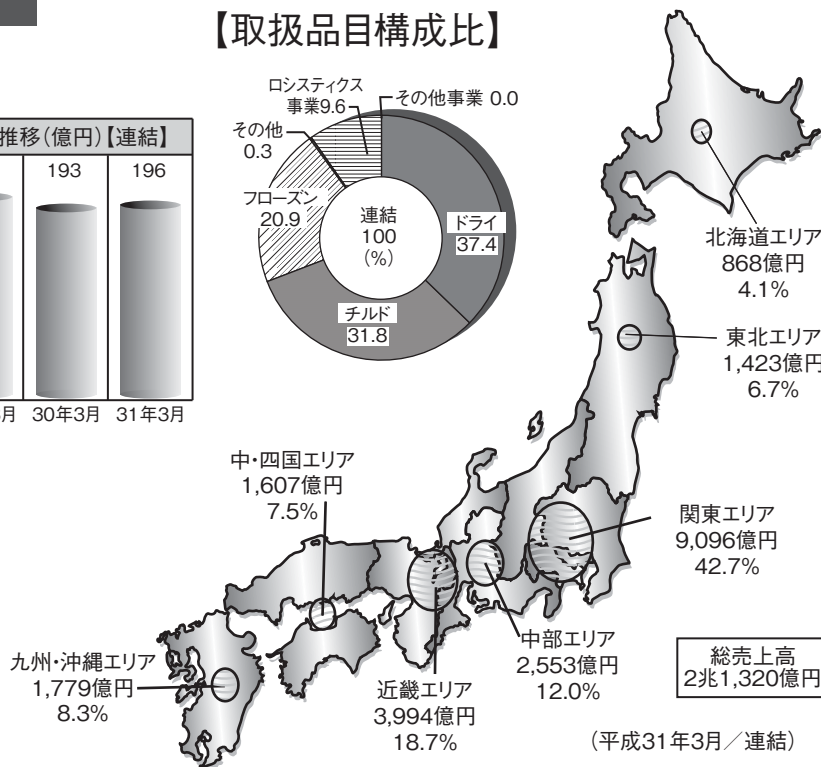 【取扱品目構成比】
推移(億円)【連結】
193
196
30年3月
31年3月
ロシスティクス
事業9.6
その他事業 0.0
その他
0.3
フローズン
20.9
連結
100
(%)
ドライ
37.4
チルド
31.8
北海道エリア
868億円
4.1%
東北エリア
1,423億円
6.7%
中・四国エリア
1,607億円
7.5%
関東エリア
9,096億円
42.7%
中部エリア
2,553億円
12.0%
九州・沖縄エリア
1,779億円
8.3%
近畿エリア
3,994億円
18.7%
総売上高
2兆1,320億円
(平成31年3月/連結)